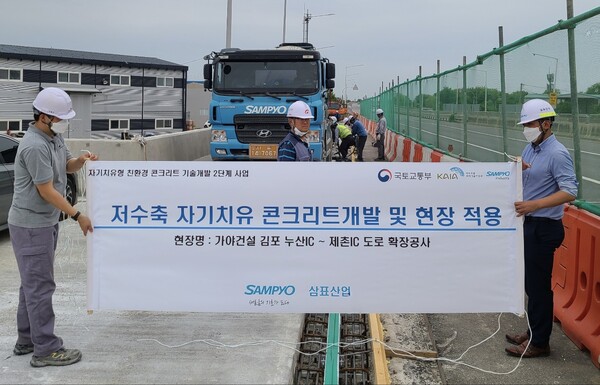 SAMPYO
HYUNDAI
자기치유형 친환경 콘크리트 기술개발 2단계 사업
국토교통부 KAIA SAMPYO
저수축 자기치유 콘크리트개발 및 현장 적용
현장명 : 가야건설 김포 누산IC ~ 제촌IC 도로 확장공사
SAMPYO 삼표산업